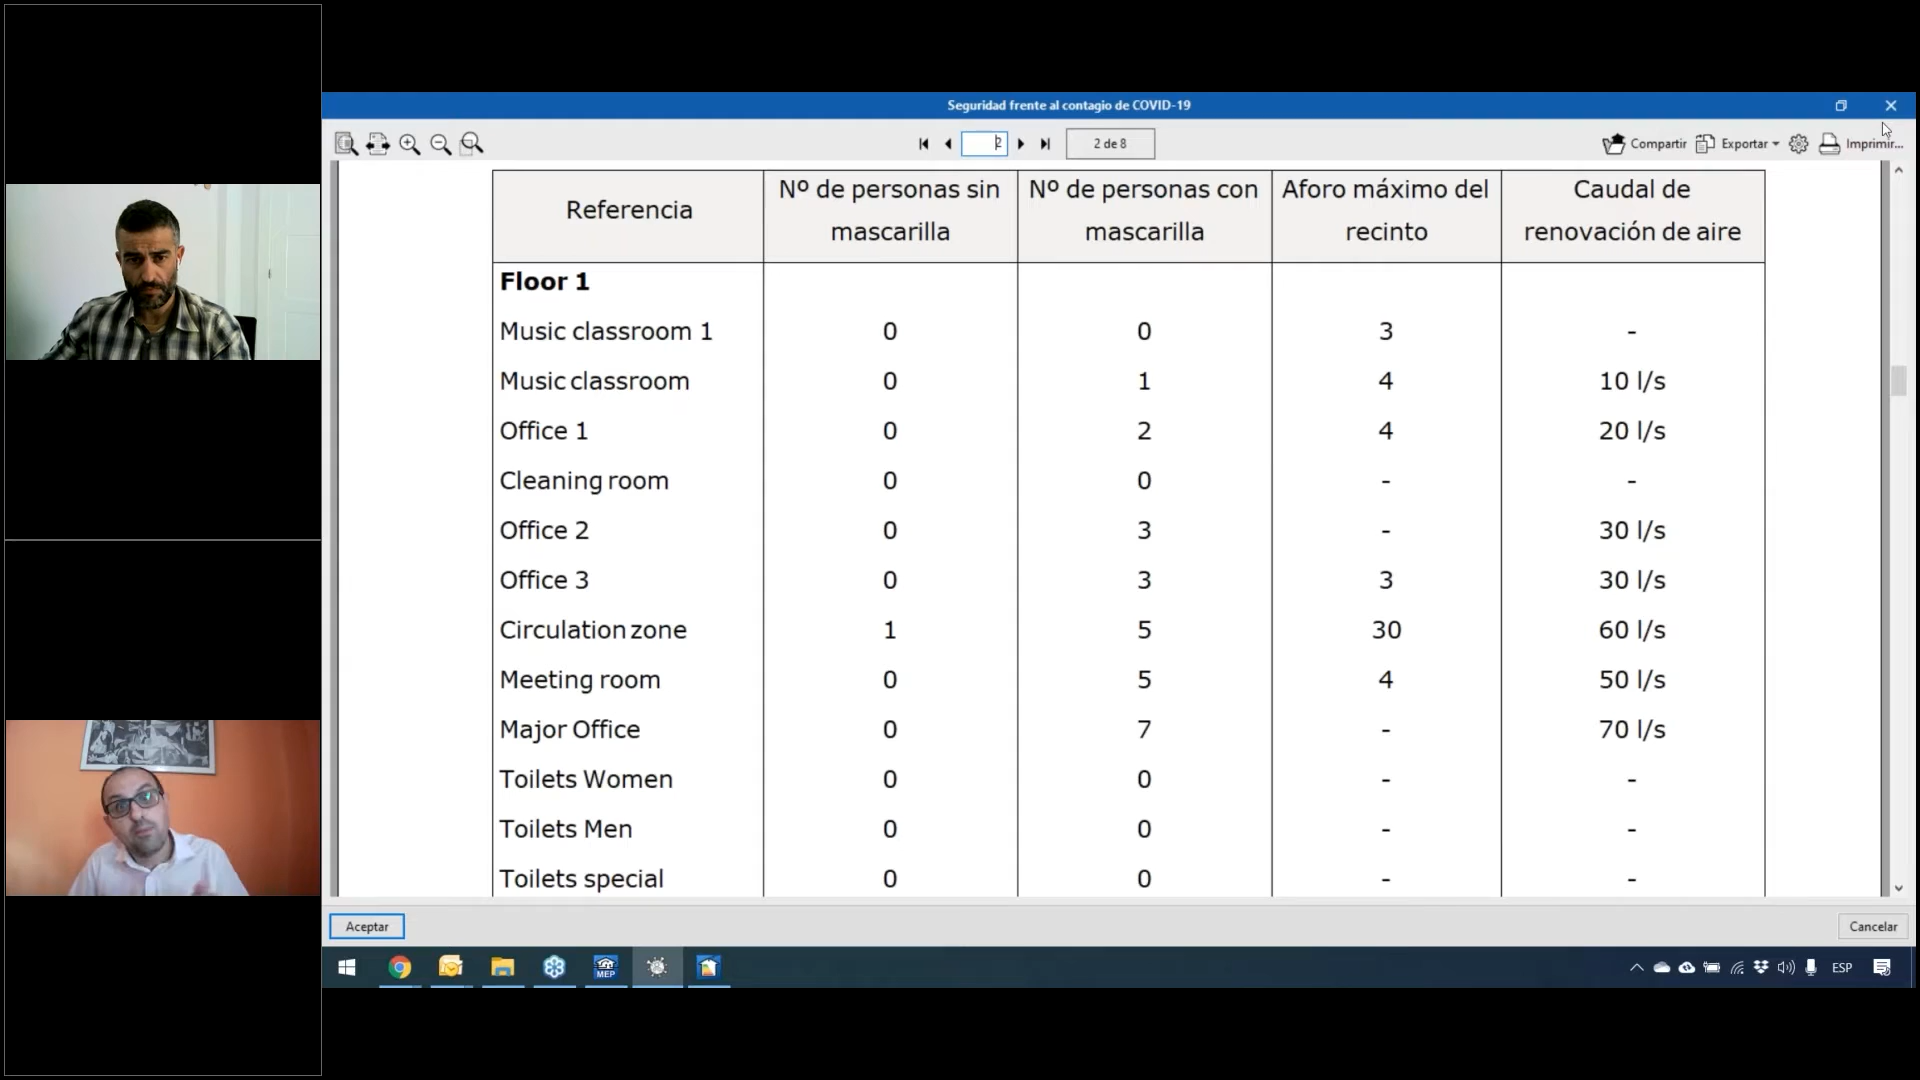 Seguridad frente al contagio de COVID-19
2 2 de 8 Compartir Exportar Imprimir...
Referencia Nº de personas sin mascarilla Nº de personas con mascarilla Aforo máximo del recinto Caudal de renovación de aire
Floor 1
Music classroom 1 0 0 3 -
Music classroom 0 1 4 10 l/s
Office 1 0 2 4 20 l/s
Cleaning room 0 0 - -
Office 2 0 3 - 30 l/s
Office 3 0 3 3 30 l/s
Circulation zone 1 5 30 60 l/s
Meeting room 0 5 4 50 l/s
Major Office 0 7 - 70 l/s
Toilets Women 0 0 - -
Toilets Men 0 0 - -
Toilets special 0 0 - -
Aceptar Cancelar
MEP ESP